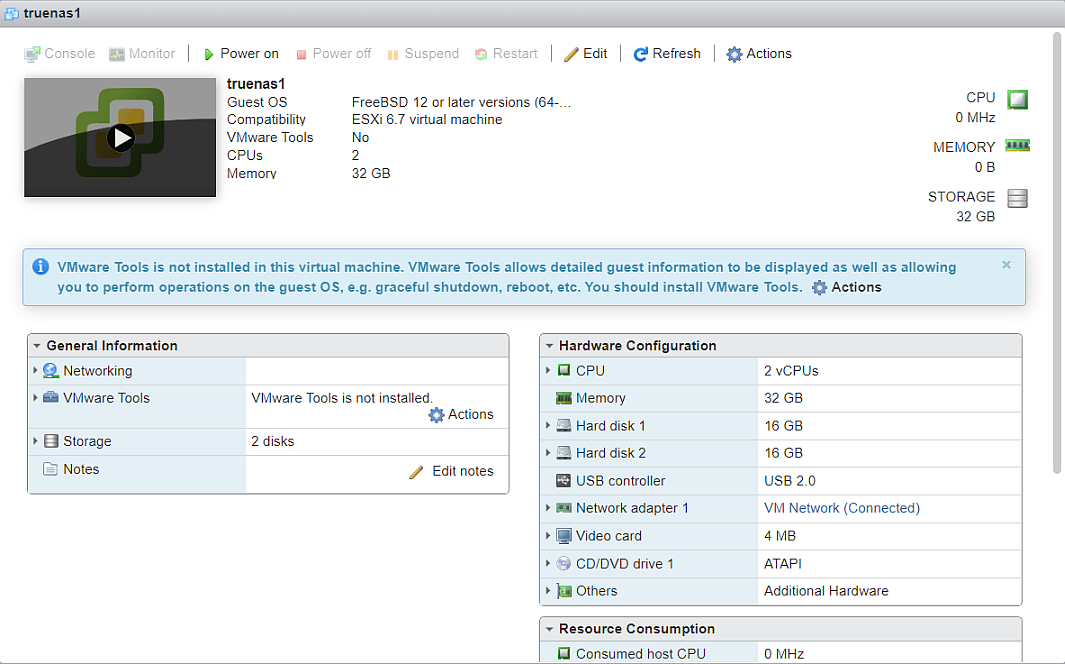 truenas1
Console Monitor Power on Power off Suspend Restart Edit Refresh Actions
truenas1
Guest OS FreeBSD 12 or later versions (64-...
Compatibility ESXi 6.7 virtual machine
VMware Tools No
CPUs 2
Memory 32 GB
CPU
0 MHz
MEMORY
0 B
STORAGE
32 GB
VMware Tools is not installed in this virtual machine. VMware Tools allows detailed guest information to be displayed as well as allowing
you to perform operations on the guest OS, e.g. graceful shutdown, reboot, etc. You should install VMware Tools. Actions
General Information
Networking
VMware Tools VMware Tools is not installed.
Actions
Storage 2 disks
Notes Edit notes
Hardware Configuration
CPU 2 vCPUs
Memory 32 GB
Hard disk 1 16 GB
Hard disk 2 16 GB
USB controller USB 2.0
Network adapter 1 VM Network (Connected)
Video card 4 MB
CD/DVD drive 1 ATAPI
Others Additional Hardware
Resource Consumption
Consumed host CPU 0 MHz